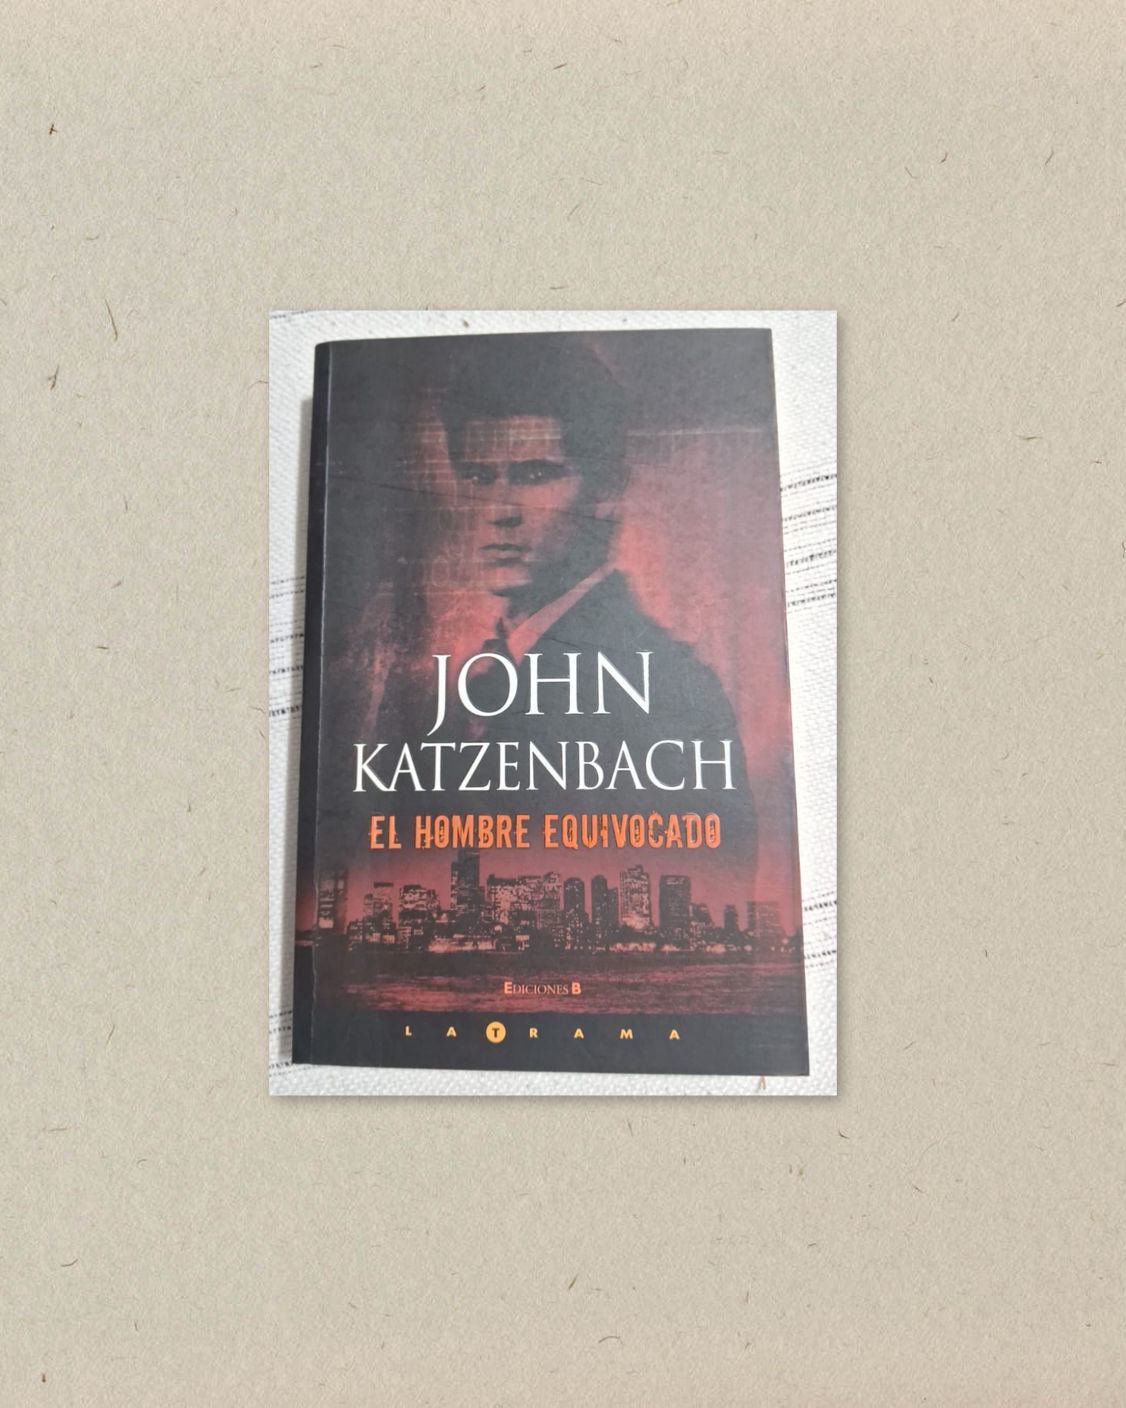 JOHN
KATZENBACH
EL HOMBRE EQUIVOCADO
EDICIONES B
LA TRAMA